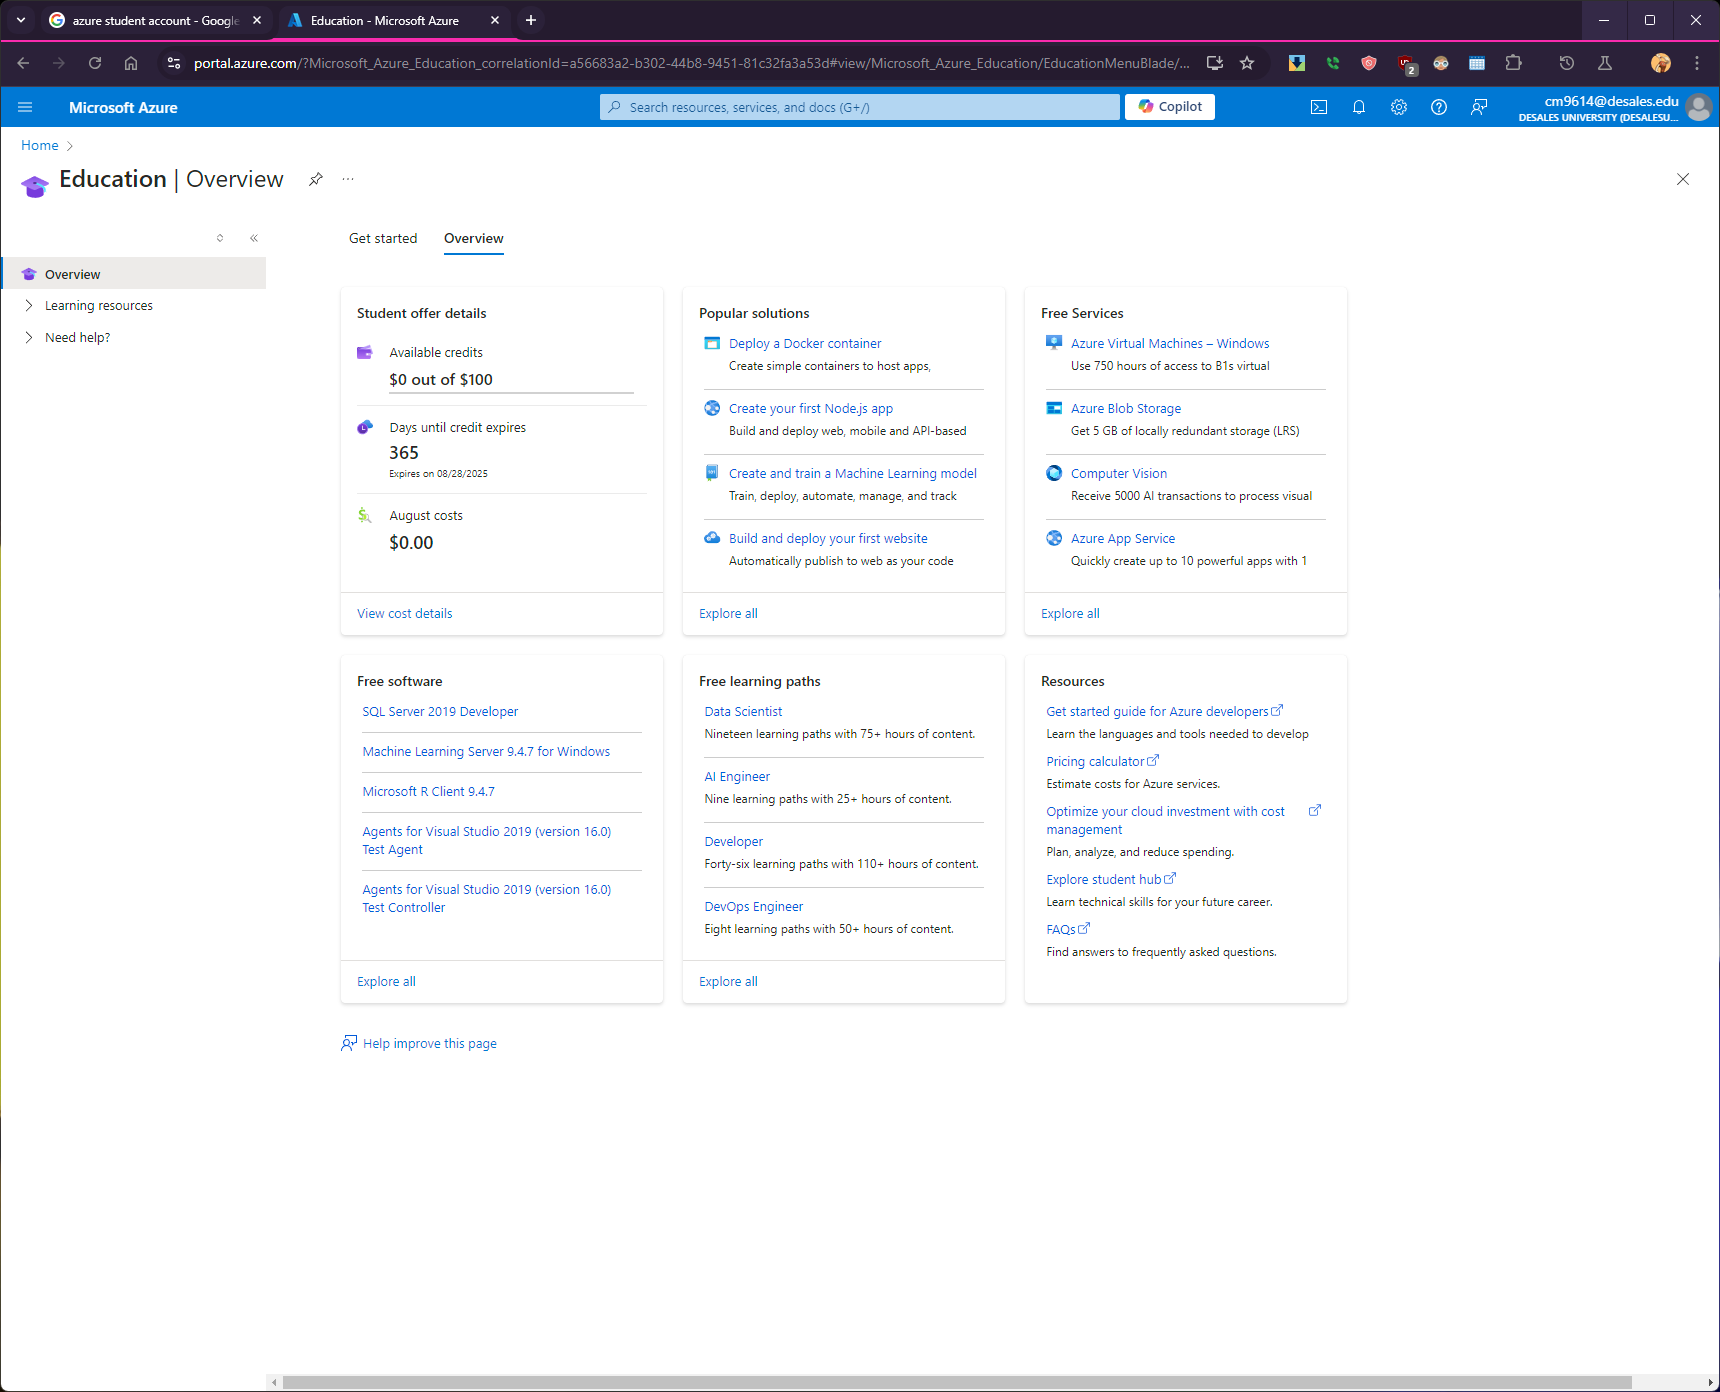 azure student account - Google
Education - Microsoft Azure
portal.azure.com/?Microsoft_Azure_Education_correlationId=a56683a2-b302-44b8-9451-81c32fa3a53d#view/Microsoft_Azure_Education/EducationMenuBlade/...
2
Microsoft Azure
Search resources, services, and docs (G+/)
Copilot
cm9614@desales.edu
DESALES UNIVERSITY (DESALESU...
Home
Education | Overview
Overview
Learning resources
Need help?
Get started
Overview
Student offer details
Available credits
$0 out of $100
Days until credit expires
365
Expires on 08/28/2025
August costs
$0.00
View cost details
Popular solutions
Deploy a Docker container
Create simple containers to host apps,
Create your first Node.js app
Build and deploy web, mobile and API-based
Create and train a Machine Learning model
Train, deploy, automate, manage, and track
Build and deploy your first website
Automatically publish to web as your code
Explore all
Free Services
Azure Virtual Machines – Windows
Use 750 hours of access to B1s virtual
Azure Blob Storage
Get 5 GB of locally redundant storage (LRS)
Computer Vision
Receive 5000 AI transactions to process visual
Azure App Service
Quickly create up to 10 powerful apps with 1
Explore all
Free software
SQL Server 2019 Developer
Machine Learning Server 9.4.7 for Windows
Microsoft R Client 9.4.7
Agents for Visual Studio 2019 (version 16.0)
Test Agent
Agents for Visual Studio 2019 (version 16.0)
Test Controller
Explore all
Free learning paths
Data Scientist
Nineteen learning paths with 75+ hours of content.
AI Engineer
Nine learning paths with 25+ hours of content.
Developer
Forty-six learning paths with 110+ hours of content.
DevOps Engineer
Eight learning paths with 50+ hours of content.
Explore all
Resources
Get started guide for Azure developers
Learn the languages and tools needed to develop
Pricing calculator
Estimate costs for Azure services.
Optimize your cloud investment with cost
management
Plan, analyze, and reduce spending.
Explore student hub
Learn technical skills for your future career.
FAQs
Find answers to frequently asked questions.
Help improve this page